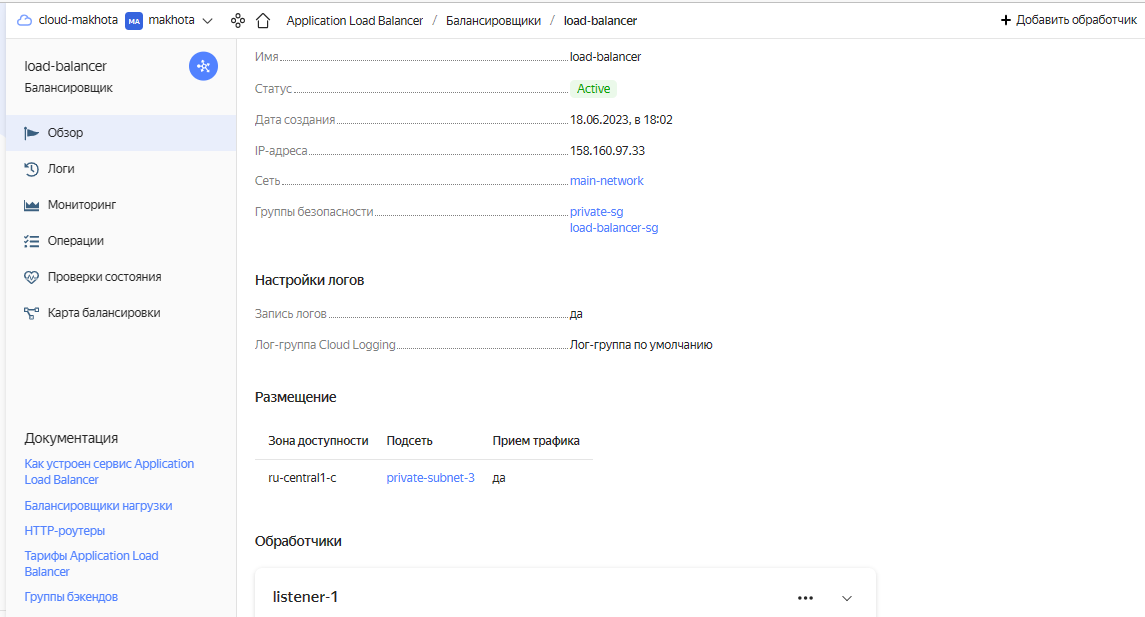 cloud-makhota MA makhota Application Load Balancer / Балансировщики / load-balancer + Добавить обработчик
load-balancer
Балансировщик
Обзор
Логи
Мониторинг
Операции
Проверки состояния
Карта балансировки
Документация
Как устроен сервис Application
Load Balancer
Балансировщики нагрузки
HTTP-роутеры
Тарифы Application Load
Balancer
Группы бэкендов
Имя load-balancer
Статус Active
Дата создания 18.06.2023, в 18:02
IP-адреса 158.160.97.33
Сеть main-network
Группы безопасности private-sg
load-balancer-sg
Настройки логов
Запись логов да
Лог-группа Cloud Logging Лог-группа по умолчанию
Размещение
Зона доступности Подсеть Прием трафика
ru-central1-c private-subnet-3 да
Обработчики
listener-1